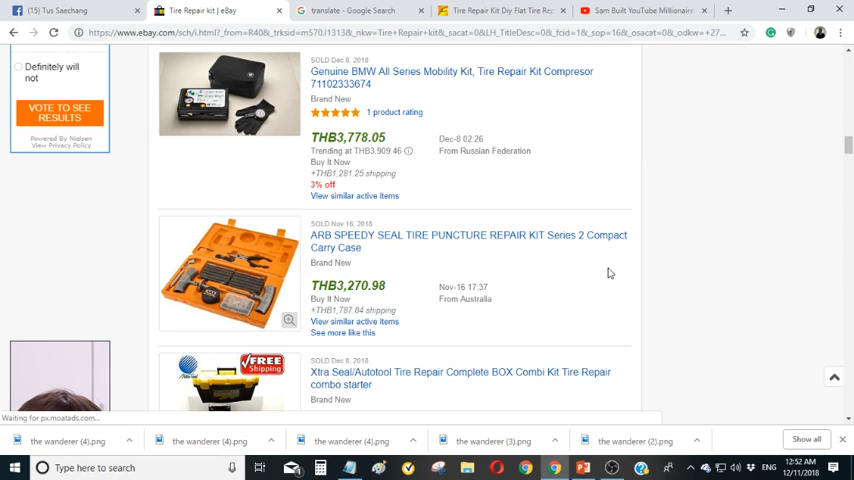 (15) Tus Saechang
Tire Repair kit | eBay
translate - Google Search
Tire Repair Kit Diy Flat Tire Rep
Sam Built YouTube Millionaire
https://www.ebay.com/sch/i.html?_from=R40&_trksid=m570.l1313&_nkw=Tire+Repair+kit&_sacat=0&LH_TitleDesc=0&_fcid=1&_sop=16&_osacat=0&_odkw=+27...
Definitely will
not
VOTE TO SEE
RESULTS
Powered By Nielsen
View Privacy Policy
SOLD Dec 8, 2018
Genuine BMW All Series Mobility Kit, Tire Repair Kit Compresor
71102333674
Brand New
1 product rating
THB3,778.05
Dec-8 02:26
Trending at THB3,909.46
From Russian Federation
Buy It Now
+THB1,281.25 shipping
3% off
View similar active items
SOLD Nov 16, 2018
ARB SPEEDY SEAL TIRE PUNCTURE REPAIR KIT Series 2 Compact
Carry Case
Brand New
THB3,270.98
Nov-16 17:37
Buy It Now
From Australia
+THB1,787.84 shipping
View similar active items
See more like this
FREE
Shipping
SOLD Dec 8, 2018
Xtra Seal/Autotool Tire Repair Complete BOX Combi Kit Tire Repair
combo starter
Brand New
Waiting for px.moatads.com...
the wanderer (4).png
the wanderer (4).png
the wanderer (4).png
the wanderer (3).png
the wanderer (2).png
Show all
Type here to search
ENG
12:52 AM
12/11/2018